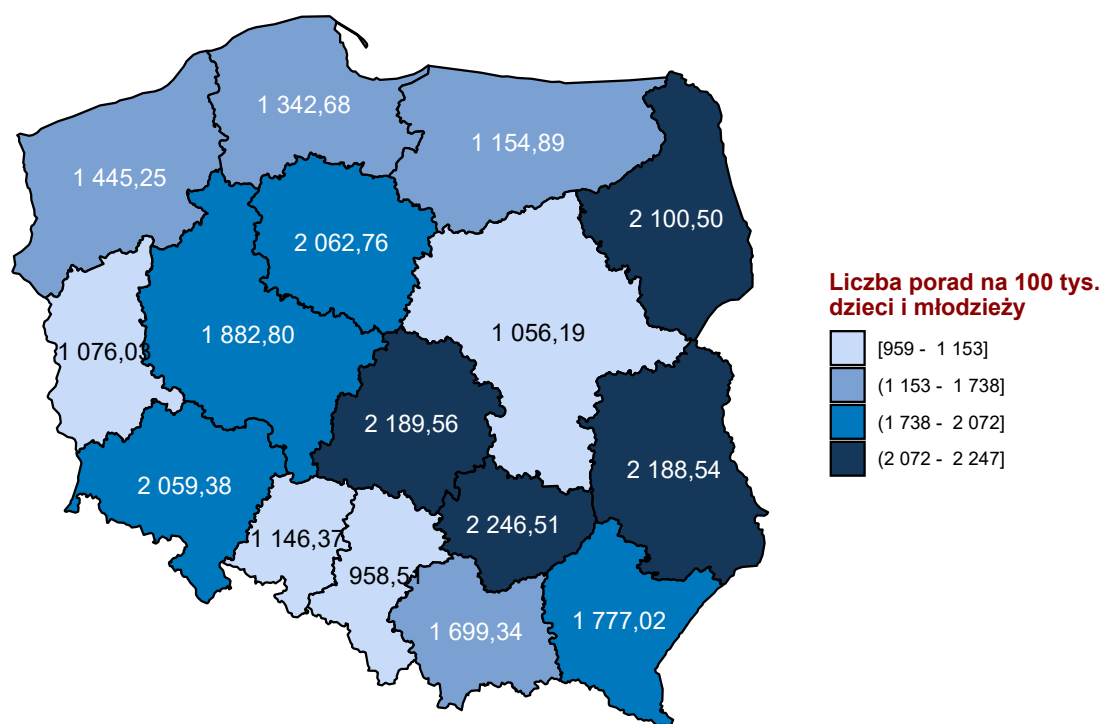 1 342,68
1 154,89
1 445,25
2 100,50
2 062,76
1 882,80
1 056,19
1 076,03
2 189,56
2 188,54
2 059,38
2 246,51
1 146,37
958,51
1 777,02
1 699,34
Liczba porad na 100 tys.
dzieci i młodzieży
[959 - 1 153]
(1 153 - 1 738]
(1 738 - 2 072]
(2 072 - 2 247]